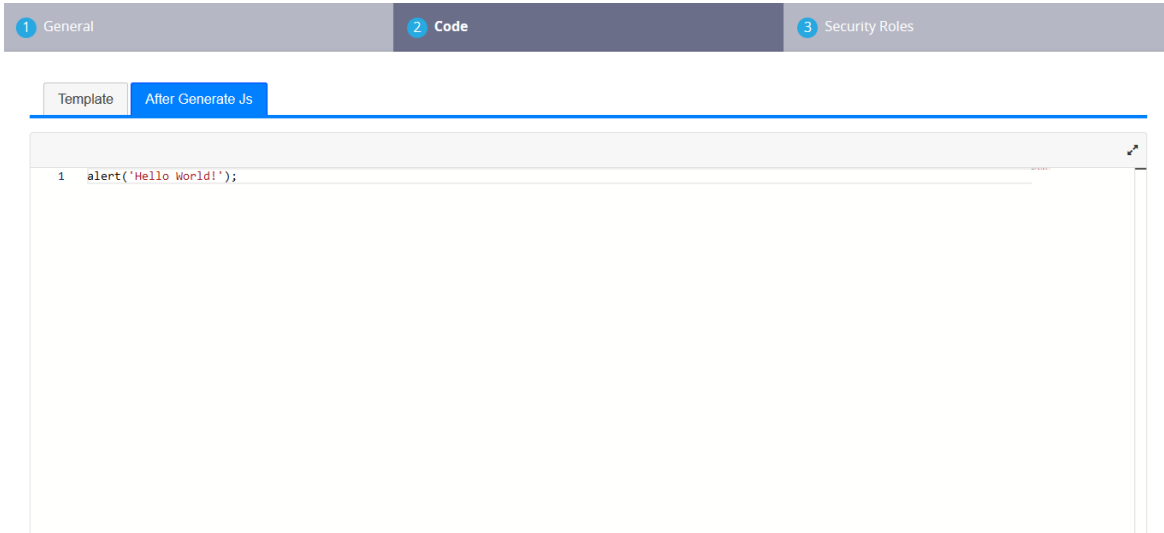 1 General
2 Code
3 Security Roles
Template
After Generate Js
1 alert('Hello World!');